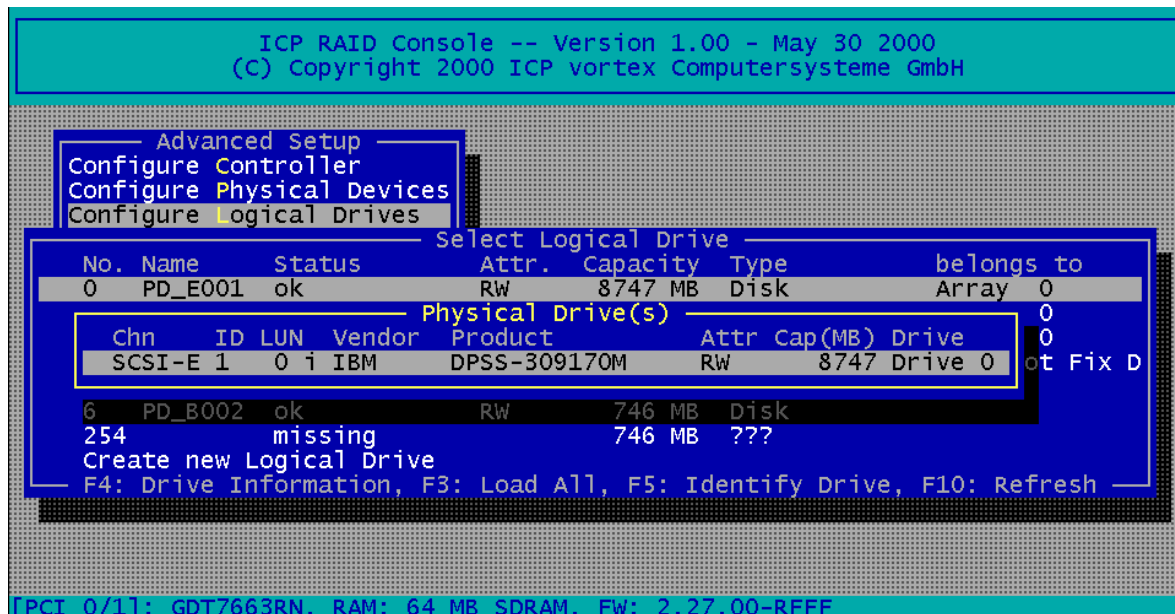 ICP RAID Console -- Version 1.00 - May 30 2000
(C) Copyright 2000 ICP vortex Computersysteme GmbH
Advanced Setup
Configure Controller
Configure Physical Devices
Configure Logical Drives
Select Logical Drive
No. Name Status Attr. Capacity Type belongs to
0 PD_E001 ok RW 8747 MB Disk Array 0
Physical Drive(s) 0
Chn ID LUN Vendor Product Attr Cap(MB) Drive 0
SCSI-E 1 0 i IBM DPSS-309170M RW 8747 Drive 0 ot Fix D
6 PD_B002 ok RW 746 MB Disk
254 missing 746 MB ???
Create new Logical Drive
F4: Drive Information, F3: Load All, F5: Identify Drive, F10: Refresh
[PCI 0/1]: GDT7663RN, RAM: 64 MB SDRAM, FW: 2.27.00-RFFF